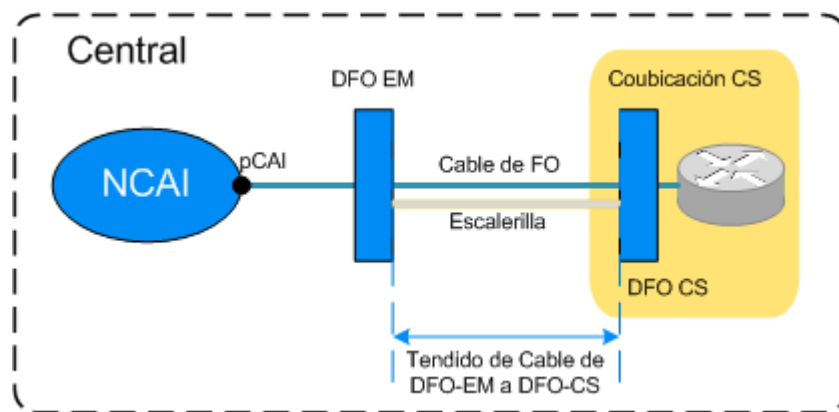 Central
DFO EM
Coubicación CS
NCAI
pCAI
Cable de FO
Escalerilla
DFO CS
Tendido de Cable de
DFO-EM a DFO-CS